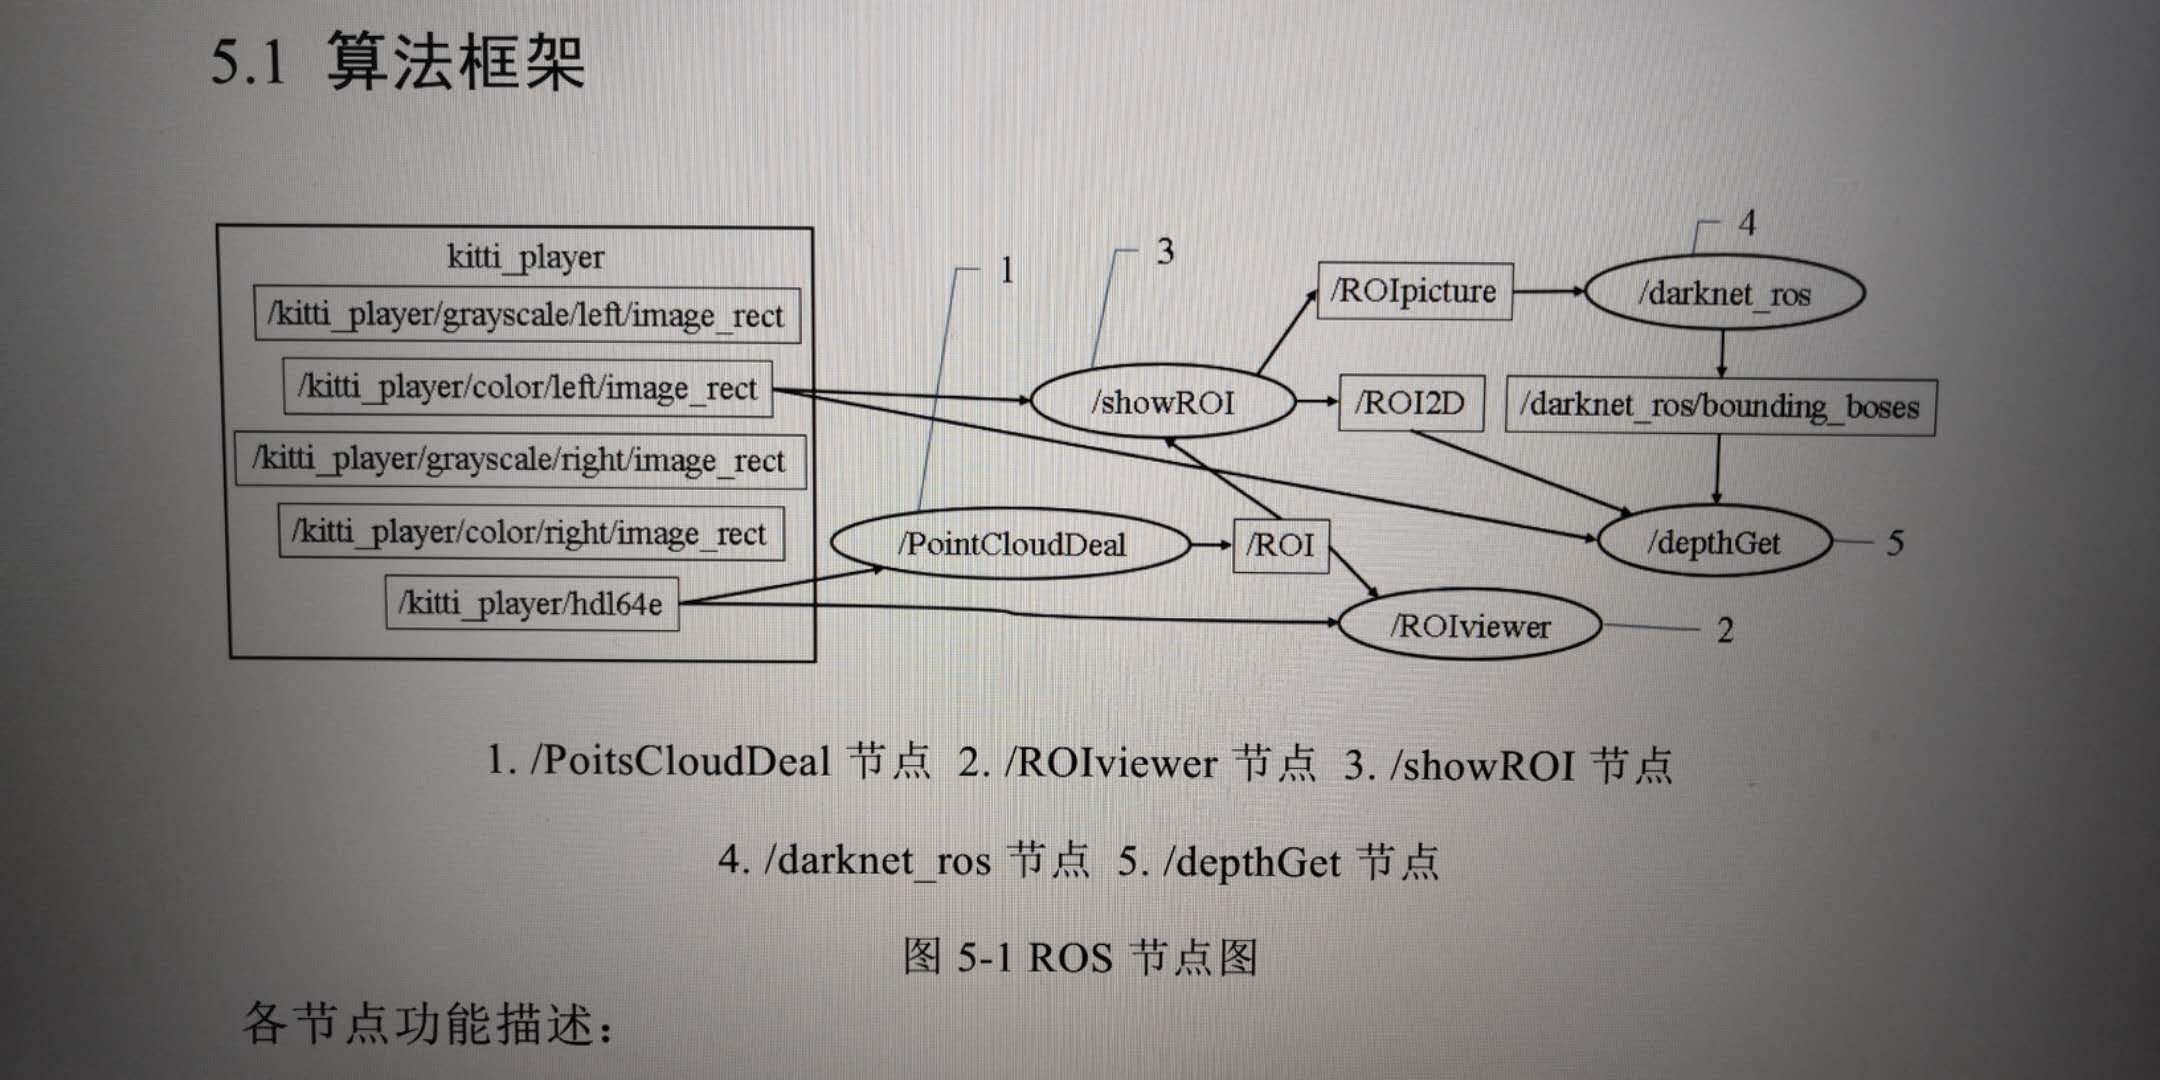 5.1 算法框架
kitti_player
/kitti_player/grayscale/left/image_rect
/kitti_player/color/left/image_rect
/kitti_player/grayscale/right/image_rect
/kitti_player/color/right/image_rect
/kitti_player/hdl64e
1
3
4
/ROIpicture
/darknet_ros
/showROI
/ROI2D
/darknet_ros/bounding_boses
/PointCloudDeal
/ROI
/depthGet
5
/ROIviewer
2
1. /PoitsCloudDeal 节点 2. /ROIviewer 节点 3. /showROI 节点
4. /darknet_ros 节点 5. /depthGet 节点
图 5-1 ROS 节点图
各节点功能描述：